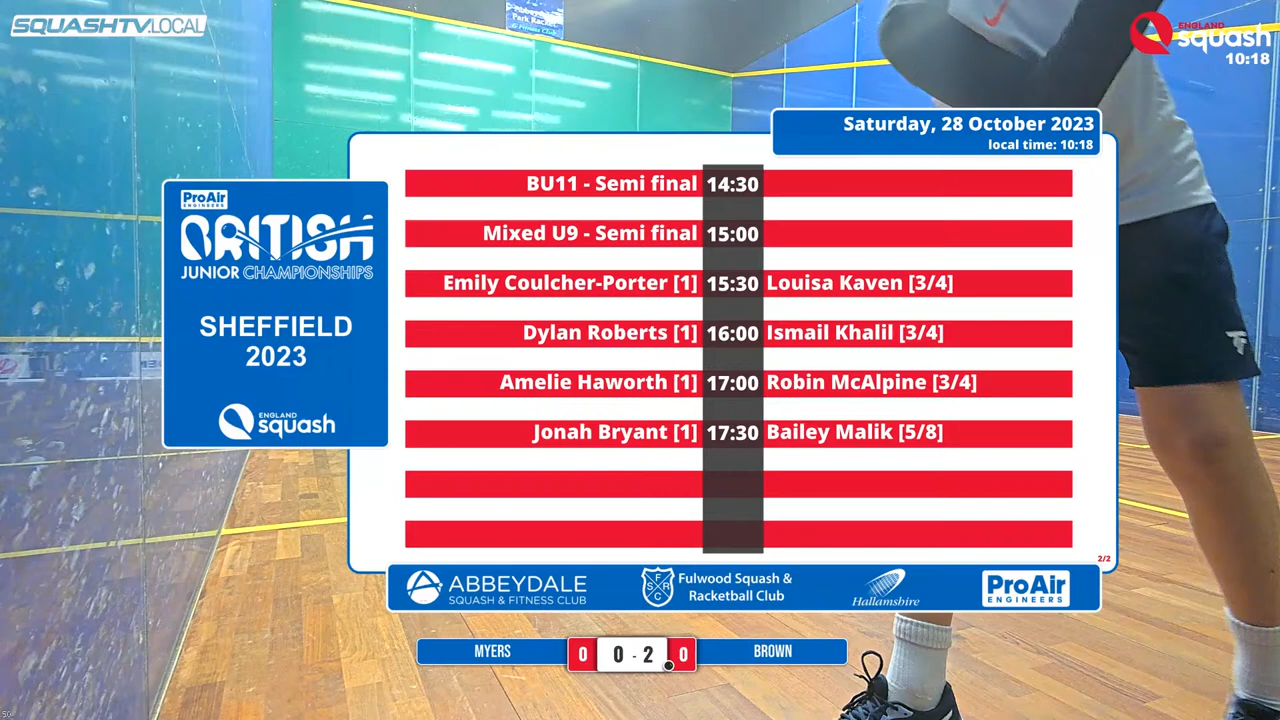 SQUASHTV.LOCAL
ENGLAND
squash
10:18
Saturday, 28 October 2023
local time: 10:18
ProAir
ENGINEERS
BRITISH
JUNIOR CHAMPIONSHIPS
SHEFFIELD
2023
ENGLAND
squash
BU11 - Semi final 14:30
Mixed U9 - Semi final 15:00
Emily Coulcher-Porter [1] 15:30 Louisa Kaven [3/4]
Dylan Roberts [1] 16:00 Ismail Khalil [3/4]
Amelie Haworth [1] 17:00 Robin McAlpine [3/4]
Jonah Bryant [1] 17:30 Bailey Malik [5/8]
2/2
ABBEYDALE
SQUASH & FITNESS CLUB
FSRC
Fulwood Squash &
Racketball Club
Hallamshire
ProAir
ENGINEERS
MYERS 0 0 - 2 0 BROWN
50